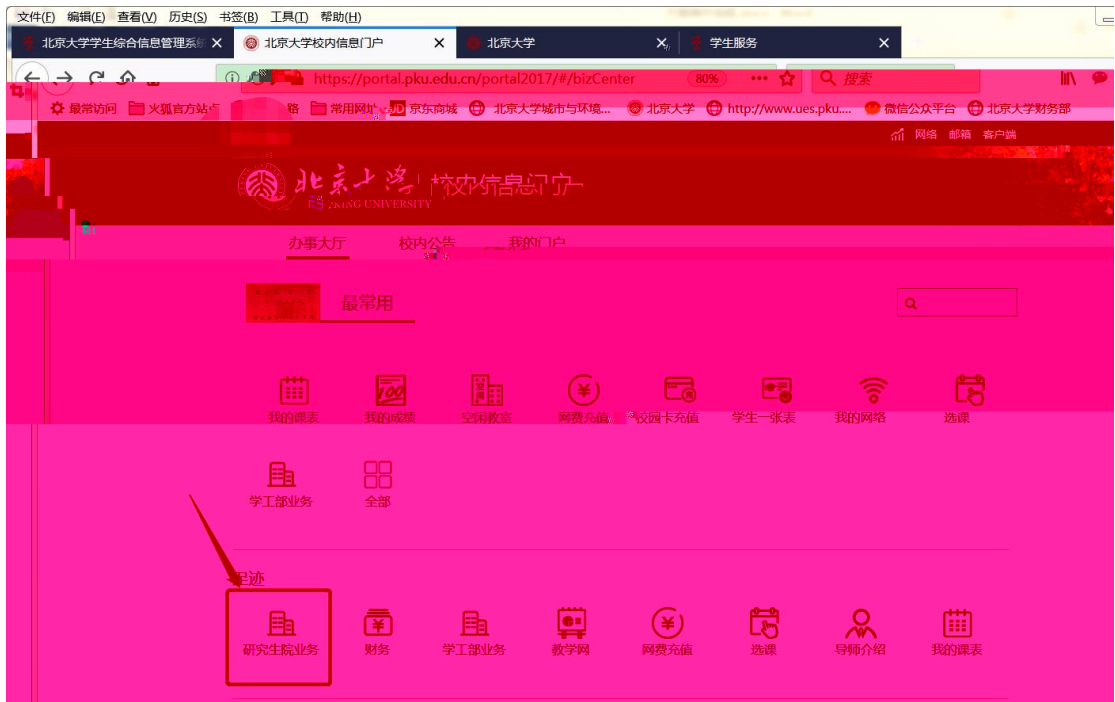 文件(F) 编辑(E) 查看(V) 历史(S) 书签(B) 工具(T) 帮助(H)
北京大学学生综合信息管理系统 北京大学校内信息门户 北京大学 学生服务
https://portal.pku.edu.cn/portal2017/#/bizCenter 80% 搜索
最常访问 火狐官方站点 常用网址 JD 京东商城 北京大学城市与环境... 北京大学 http://www.ues.pku.... 微信公众平台 北京大学财务部
网络 邮箱 客户端
北京大学 校内信息门户
PEKING UNIVERSITY
办事大厅 校内公告 我的门户
最常用
我的课表 我的成绩 空闲教室 网费充值 校园卡充值 学生一张表 我的网络 选课
学工部业务 全部
足迹
研究生院业务 财务 学工部业务 教学网 网费充值 选课 导师介绍 我的课表